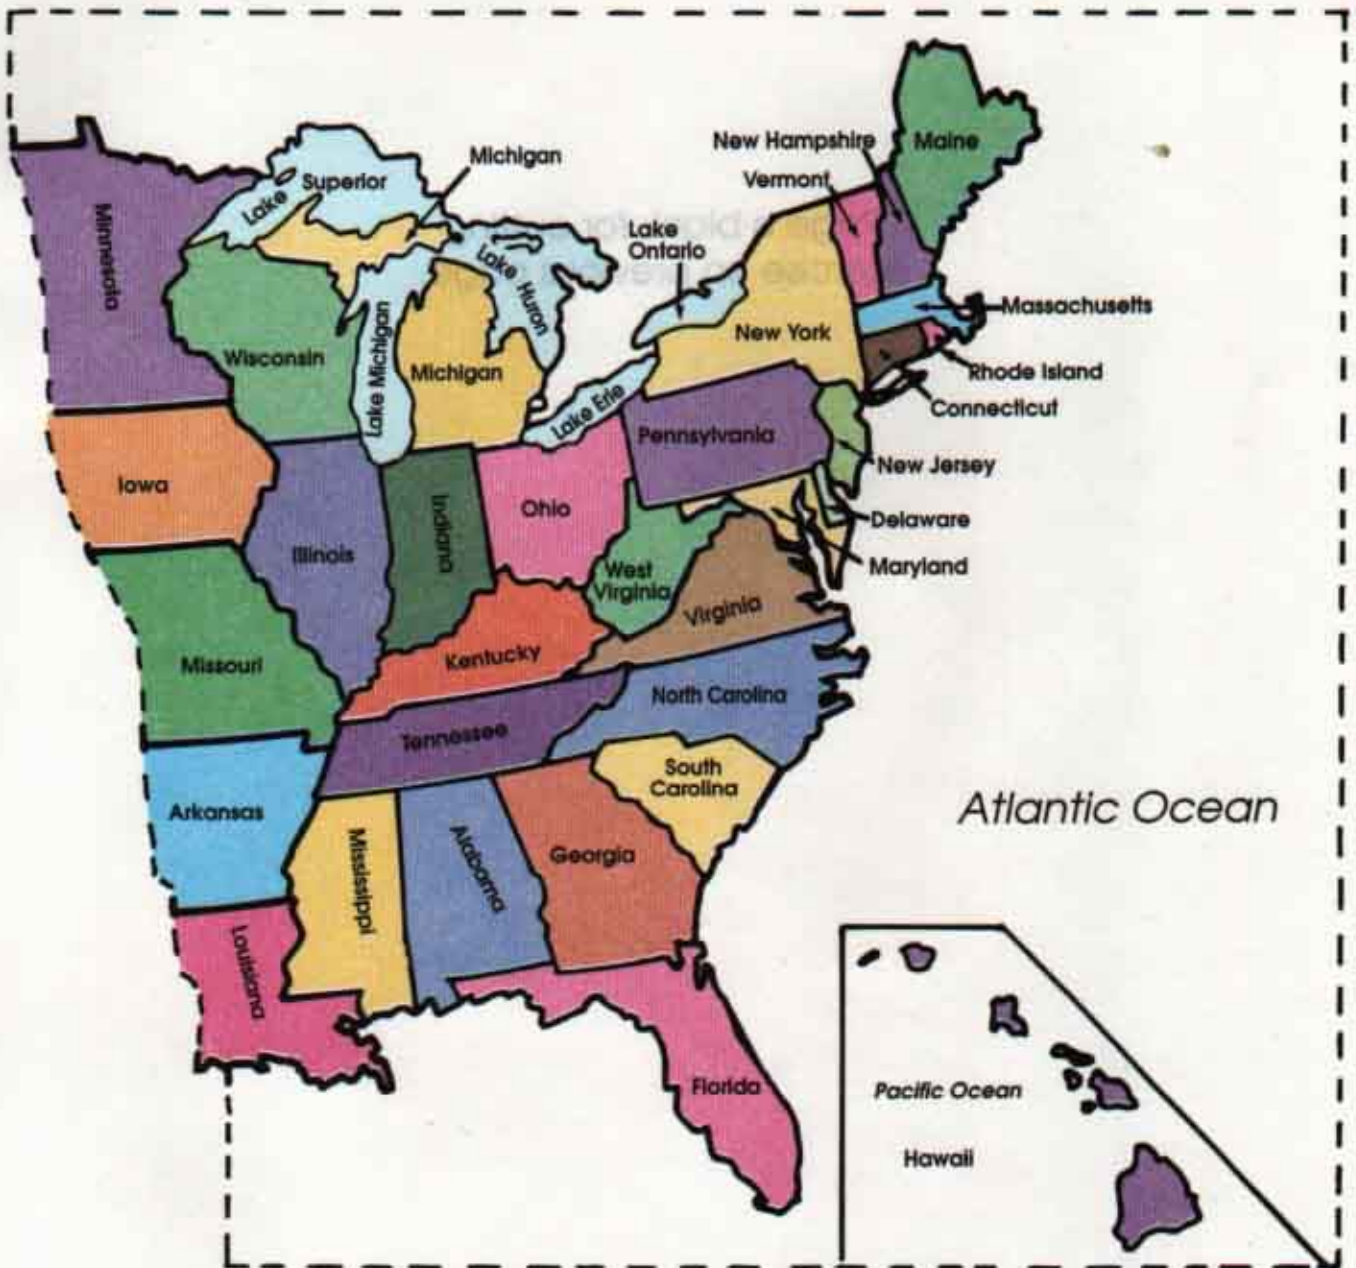 Maine
New Hampshire
Vermont
Michigan
Lake Superior
Lake
Ontario
Minnesota
Lake Huron
Massachusetts
New York
Wisconsin
Lake Michigan
Michigan
Rhode Island
Connecticut
Lake Erie
Pennsylvania
New Jersey
Iowa
Ohio
Indiana
Delaware
Illinois
Maryland
West
Virginia
Virginia
Kentucky
Missouri
North Carolina
Tennessee
South
Carolina
Arkansas
Atlantic Ocean
Mississippi
Alabama
Georgia
Louisiana
Florida
Pacific Ocean
Hawaii